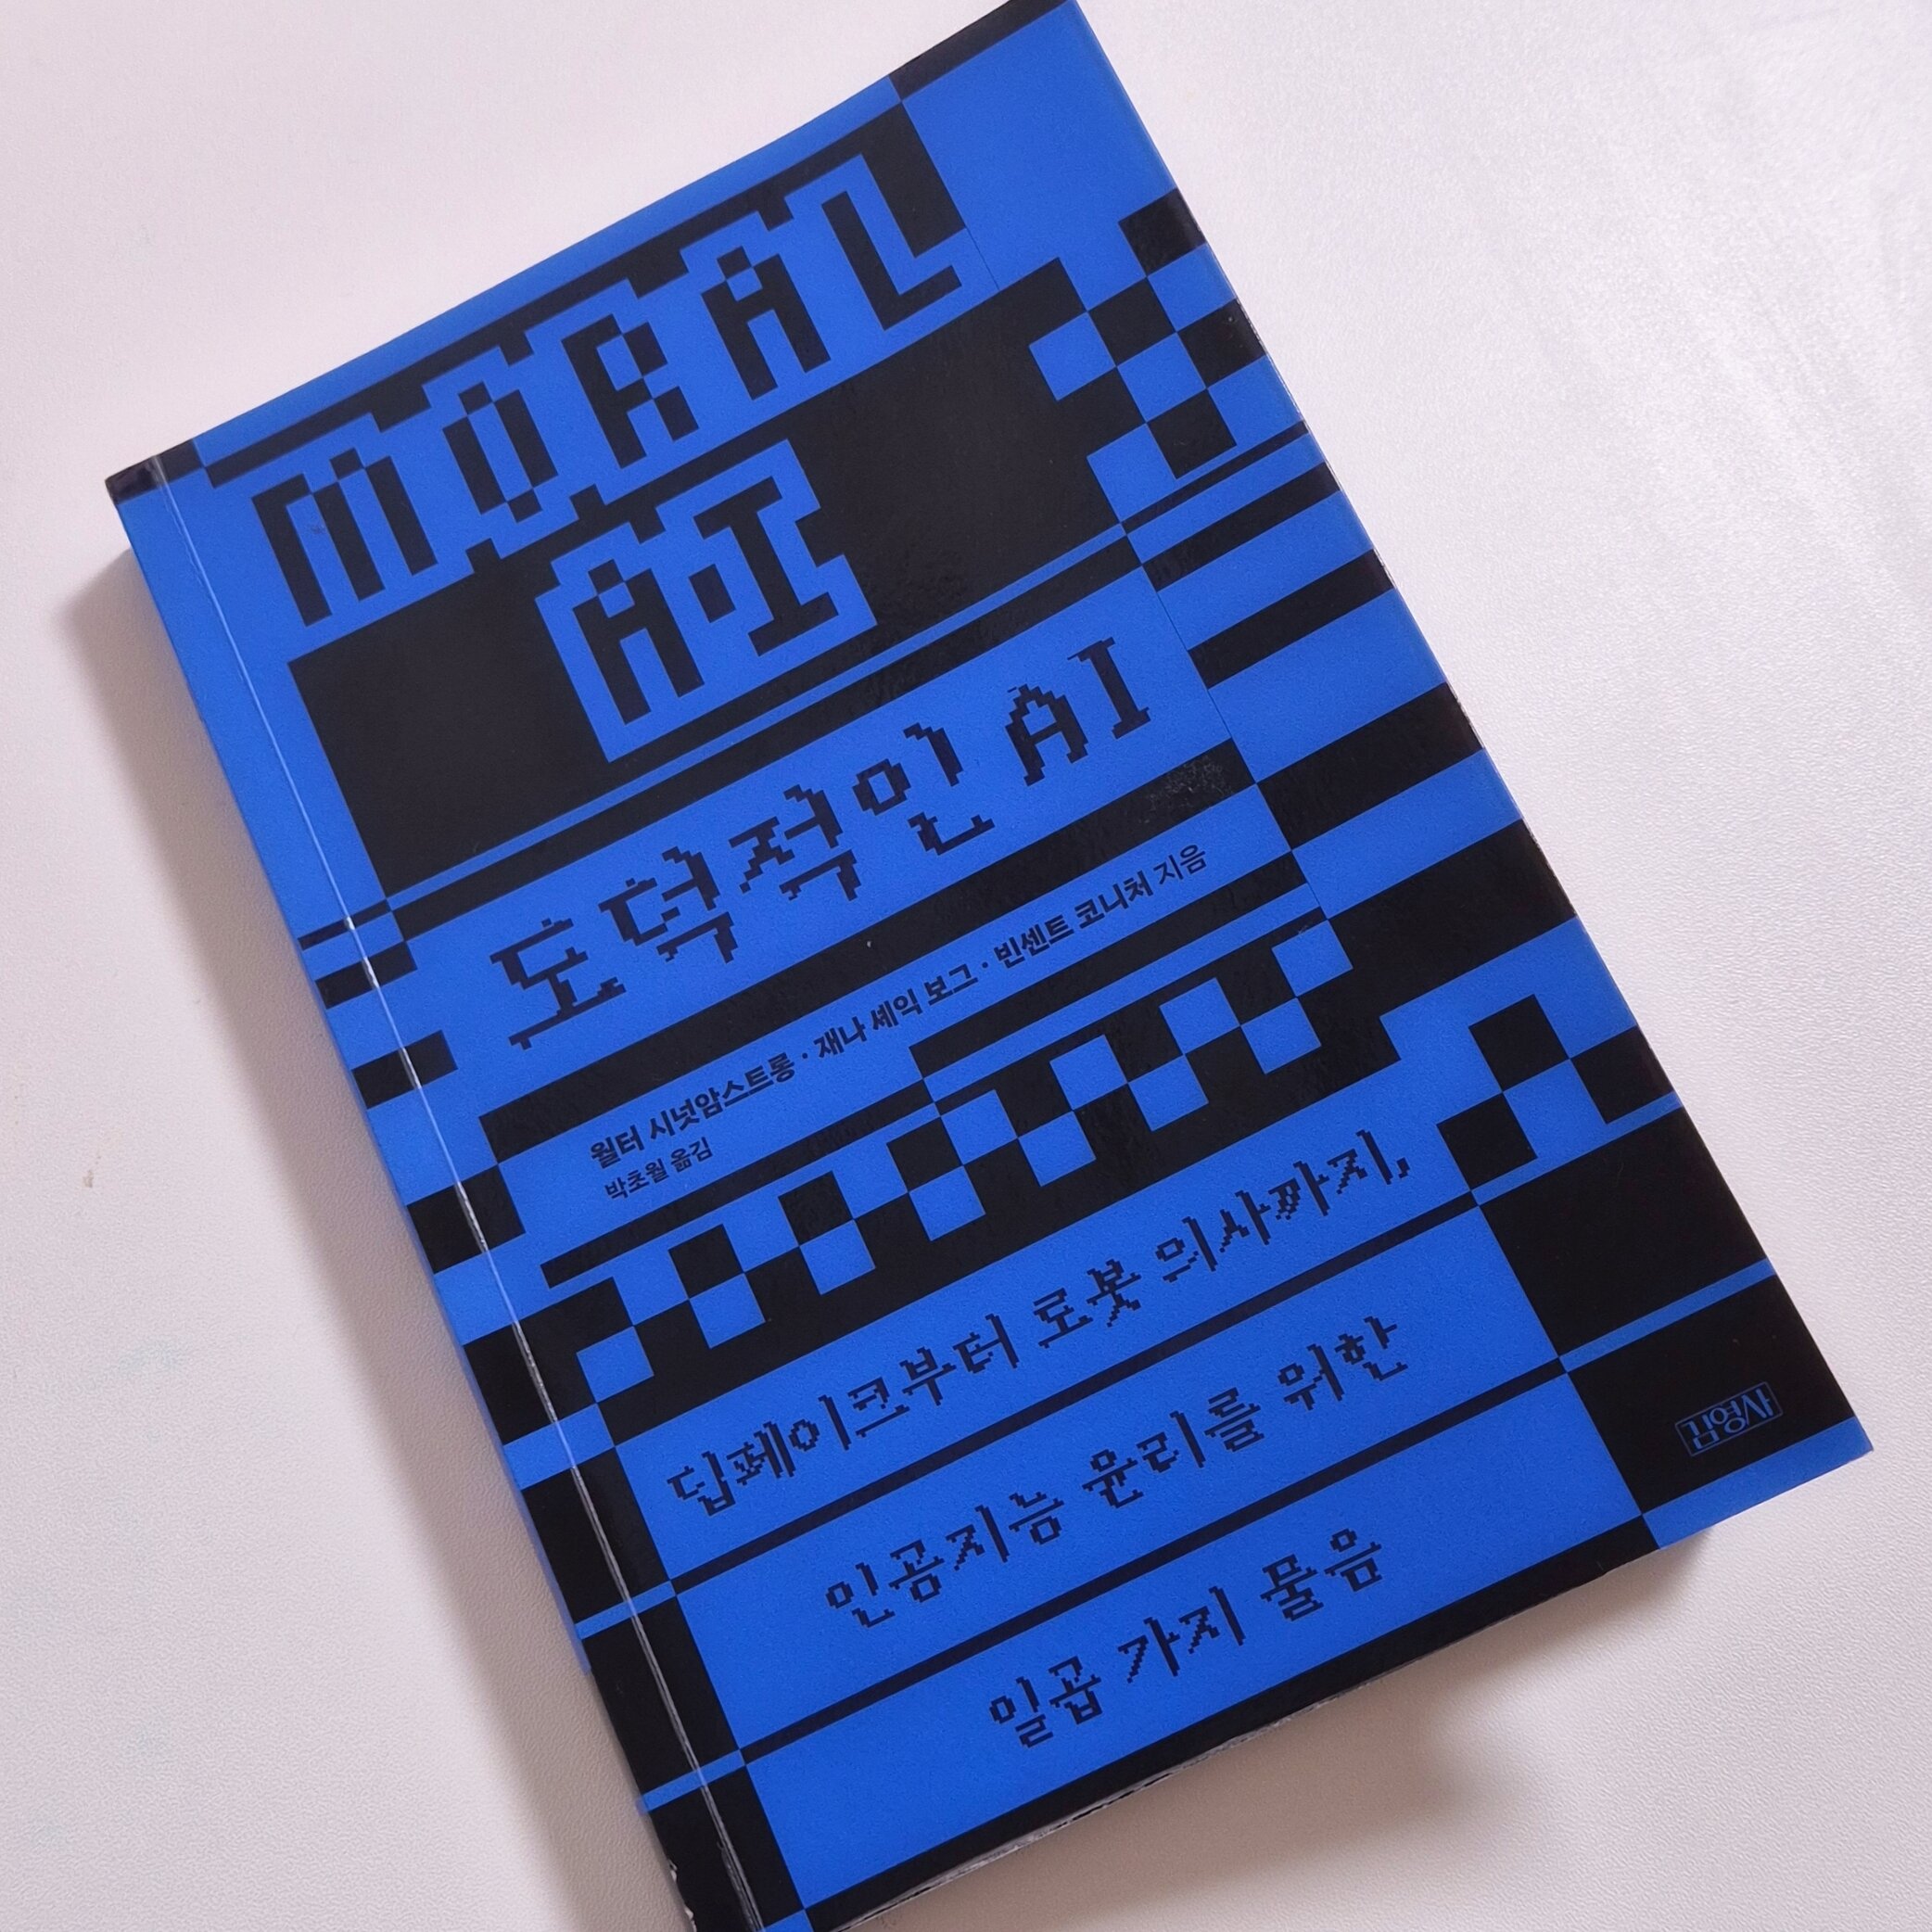 MORAL
AI
도덕적인 AI
월터 시넛암스트롱 · 재나 셰익 보그 · 빈센트 코니처 지음
박초월 옮김
딥페이크부터 로봇 의사까지,
인공지능 윤리를 위한
일곱 가지 물음
김영사